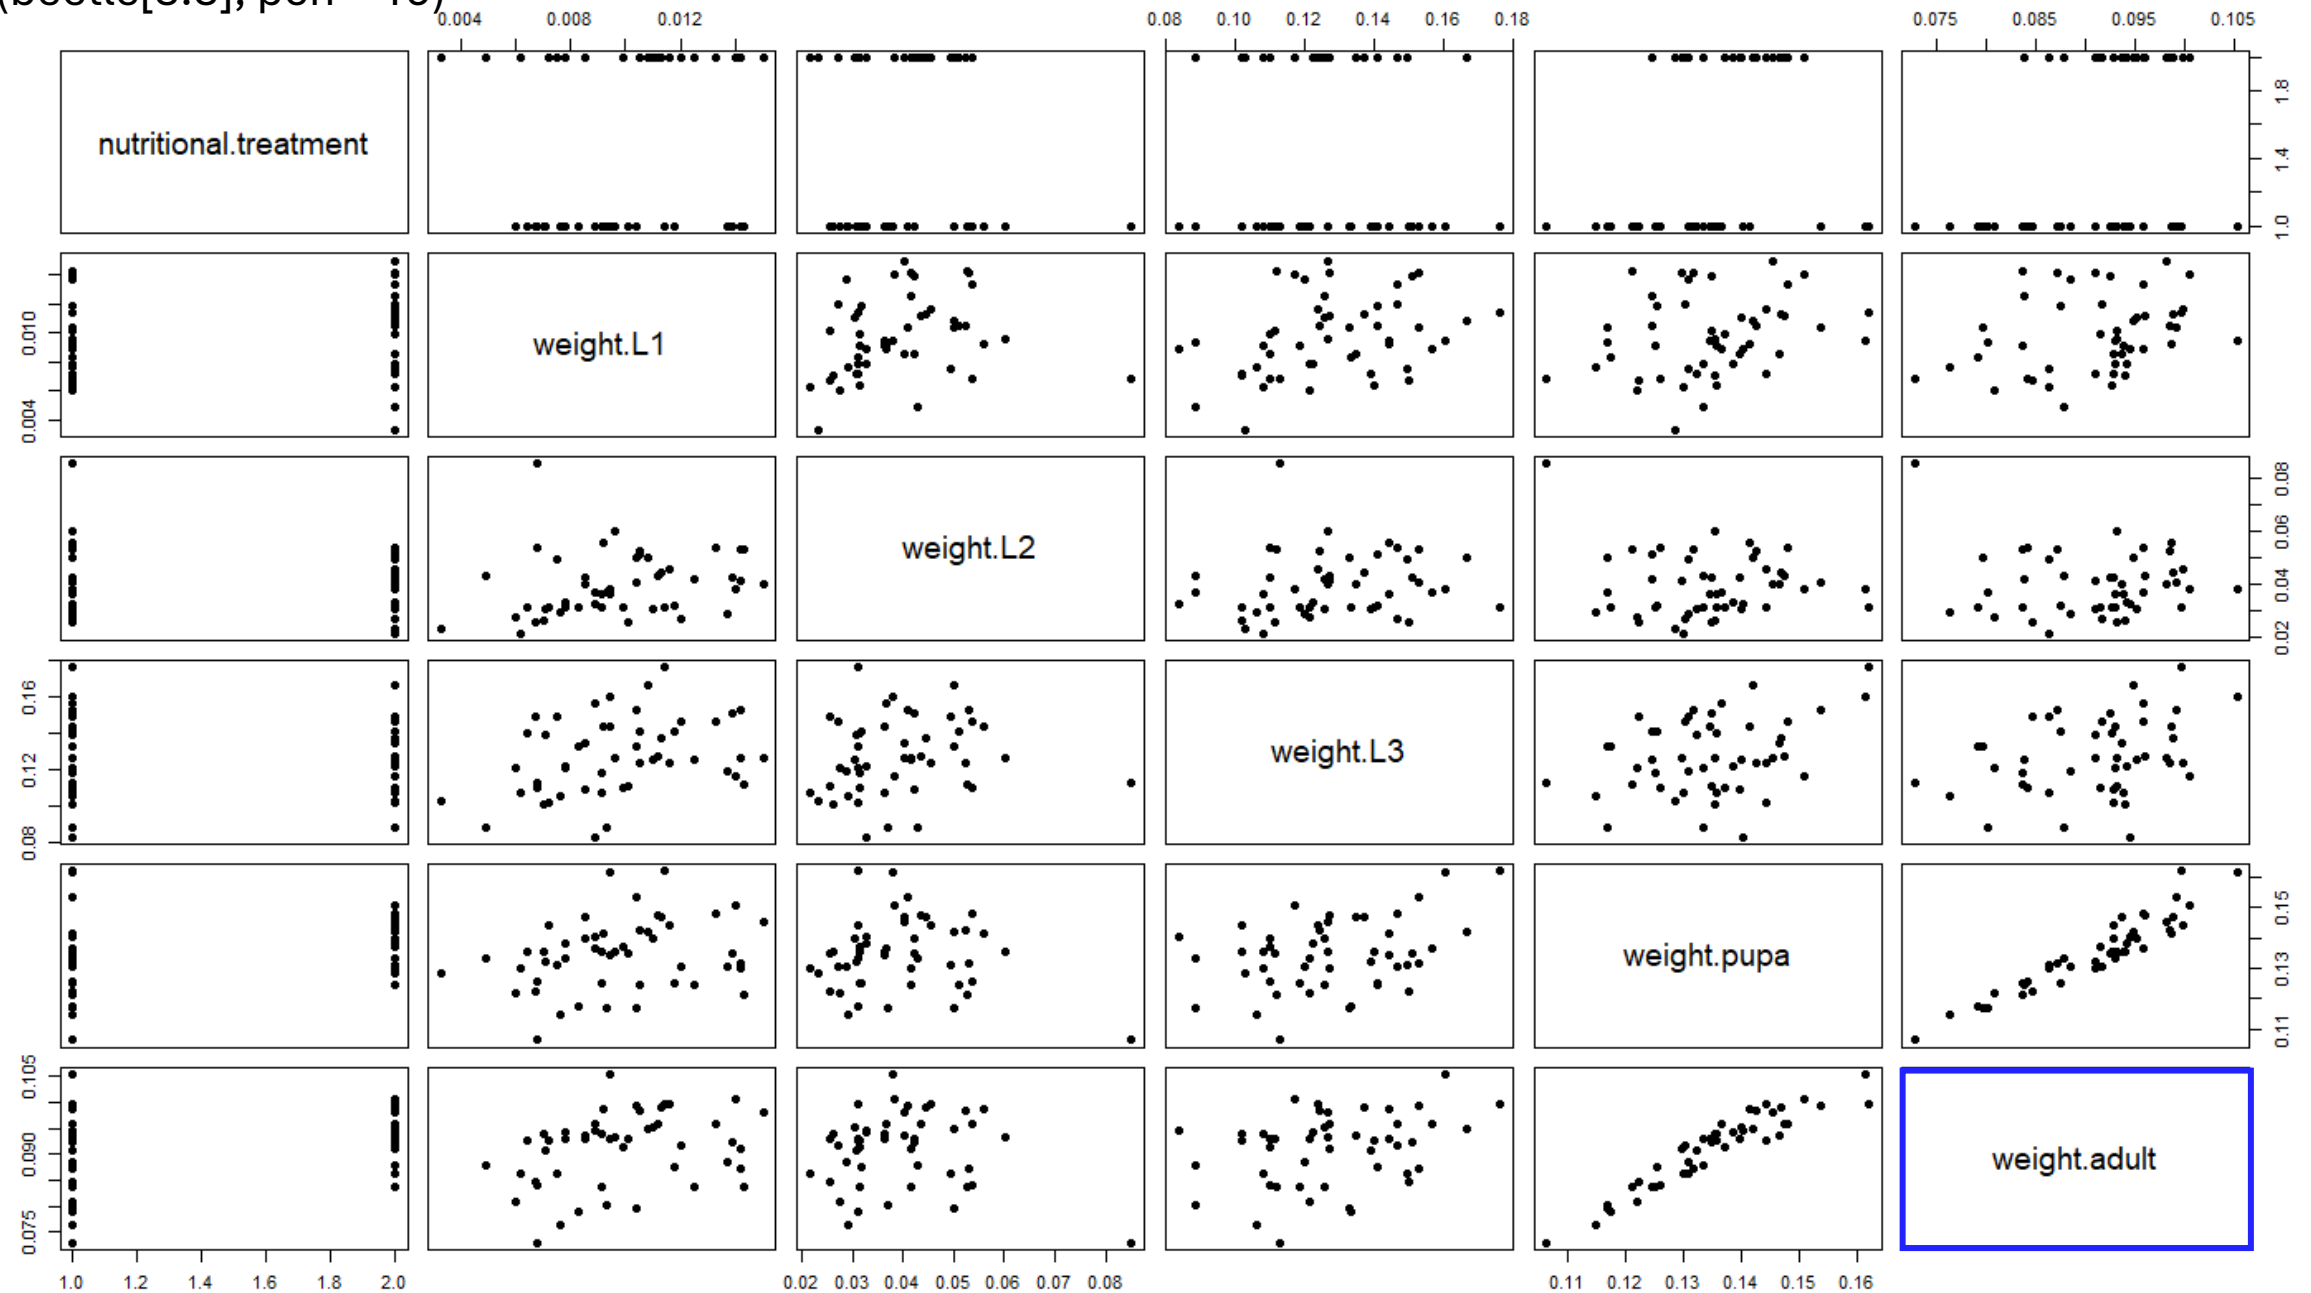 (beetle[3:8], pch = 16)
0.004 0.008 0.012 0.08 0.10 0.12 0.14 0.16 0.18 0.075 0.085 0.095 0.105
nutritional.treatment
1.0 1.4 1.8
0.004 0.010
weight.L1
weight.L2
0.02 0.04 0.06 0.08
0.08 0.12 0.16
weight.L3
weight.pupa
0.11 0.13 0.15
0.075 0.090 0.105
weight.adult
1.0 1.2 1.4 1.6 1.8 2.0 0.02 0.03 0.04 0.05 0.06 0.07 0.08 0.11 0.12 0.13 0.14 0.15 0.16